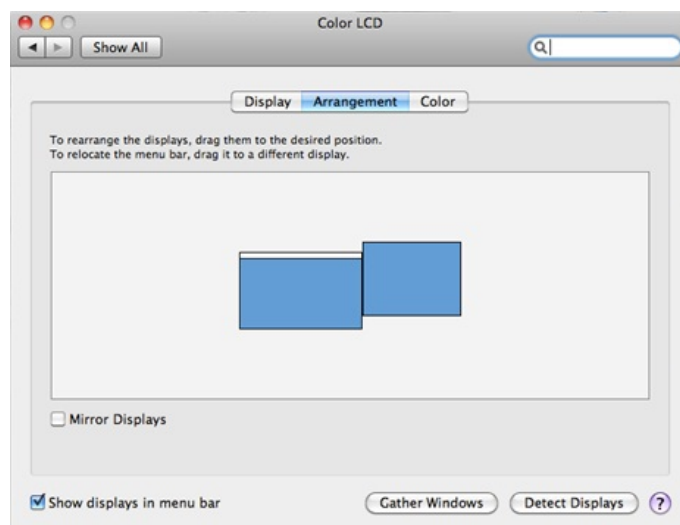 Color LCD
Show All
Display Arrangement Color
To rearrange the displays, drag them to the desired position.
To relocate the menu bar, drag it to a different display.
Mirror Displays
Show displays in menu bar
Gather Windows
Detect Displays
?